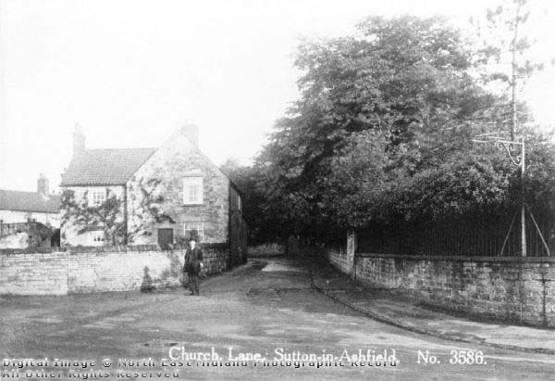 Church Lane, Sutton-in-Ashfield. No. 3586.
Digital Image © North East Midland Photographic Record
All Other Rights Reserved